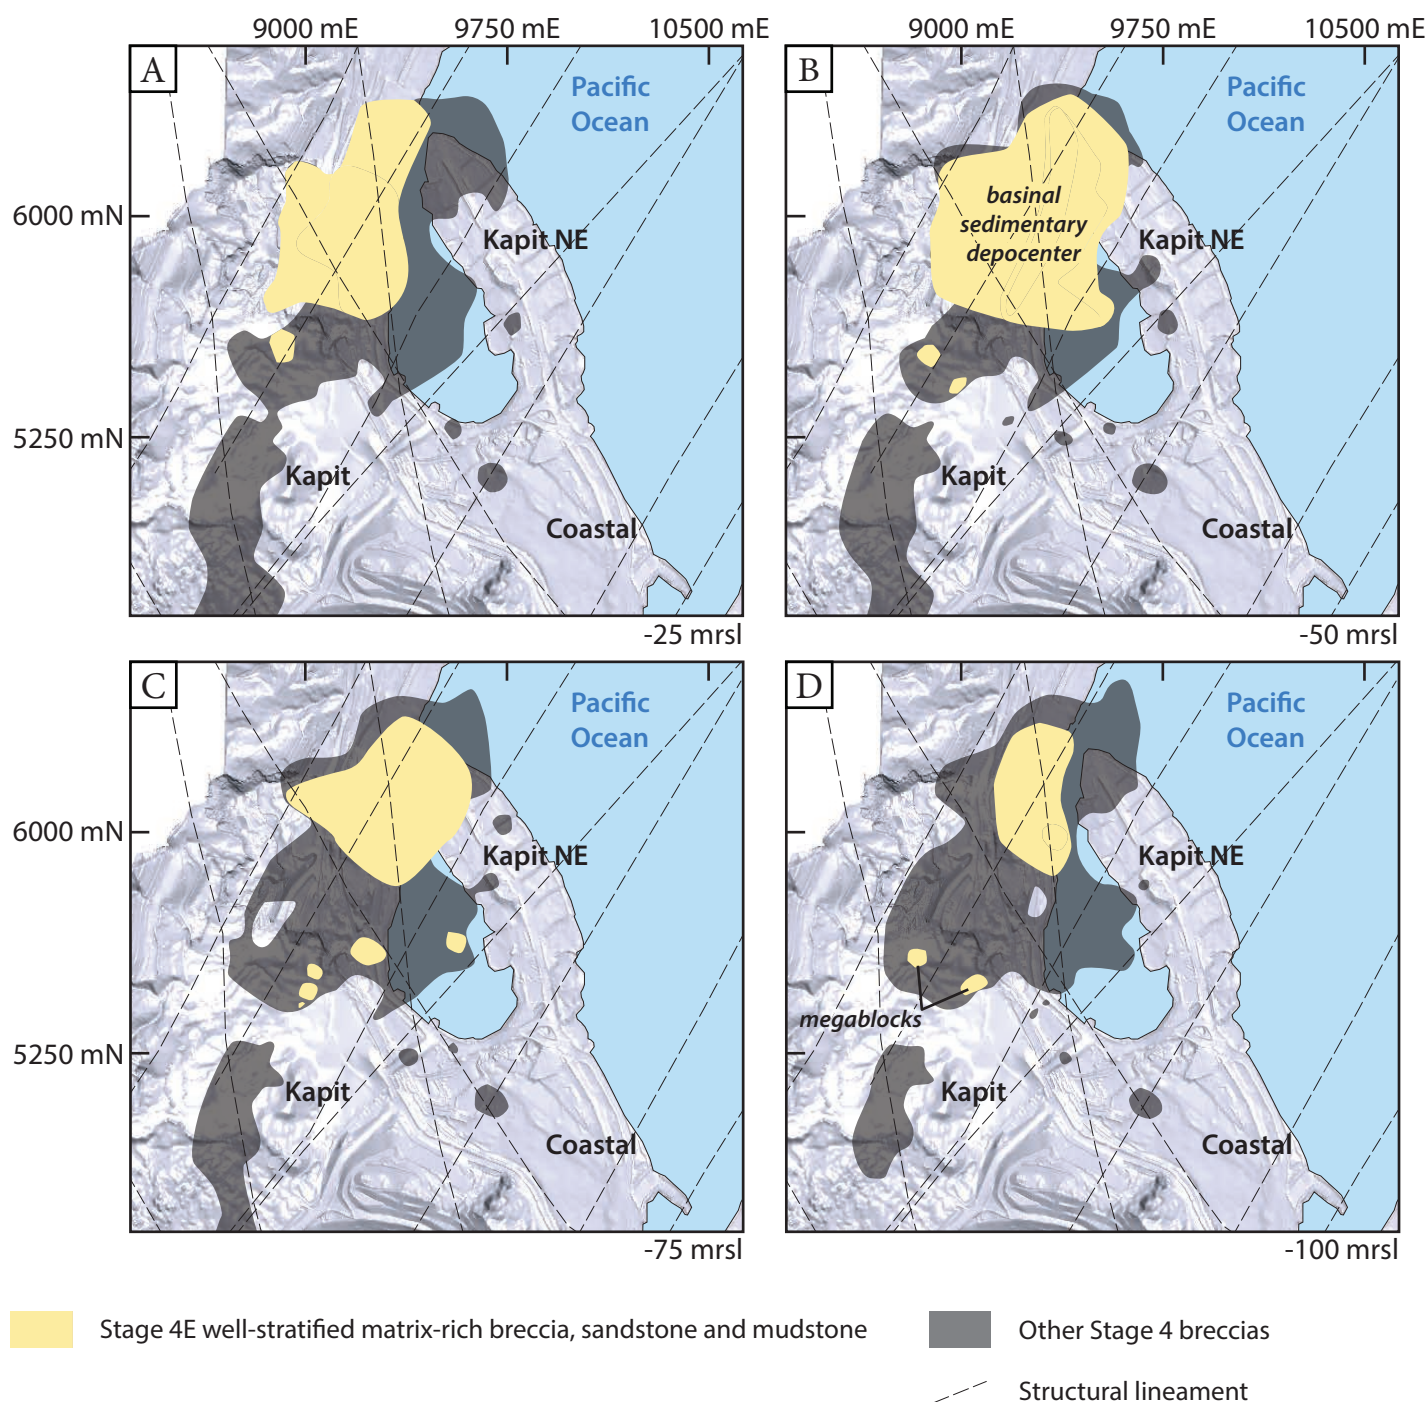 9000 mE 9750 mE 10500 mE
9000 mE 9750 mE 10500 mE
A
Pacific
Ocean
6000 mN
Kapit NE
5250 mN
Kapit
Coastal
-25 mrsl
B
Pacific
Ocean
basinal
sedimentary
depocenter
Kapit NE
Kapit
Coastal
-50 mrsl
C
Pacific
Ocean
6000 mN
Kapit NE
5250 mN
Kapit
Coastal
-75 mrsl
D
Pacific
Ocean
Kapit NE
megablocks
Kapit
Coastal
-100 mrsl
Stage 4E well-stratified matrix-rich breccia, sandstone and mudstone
Other Stage 4 breccias
Structural lineament